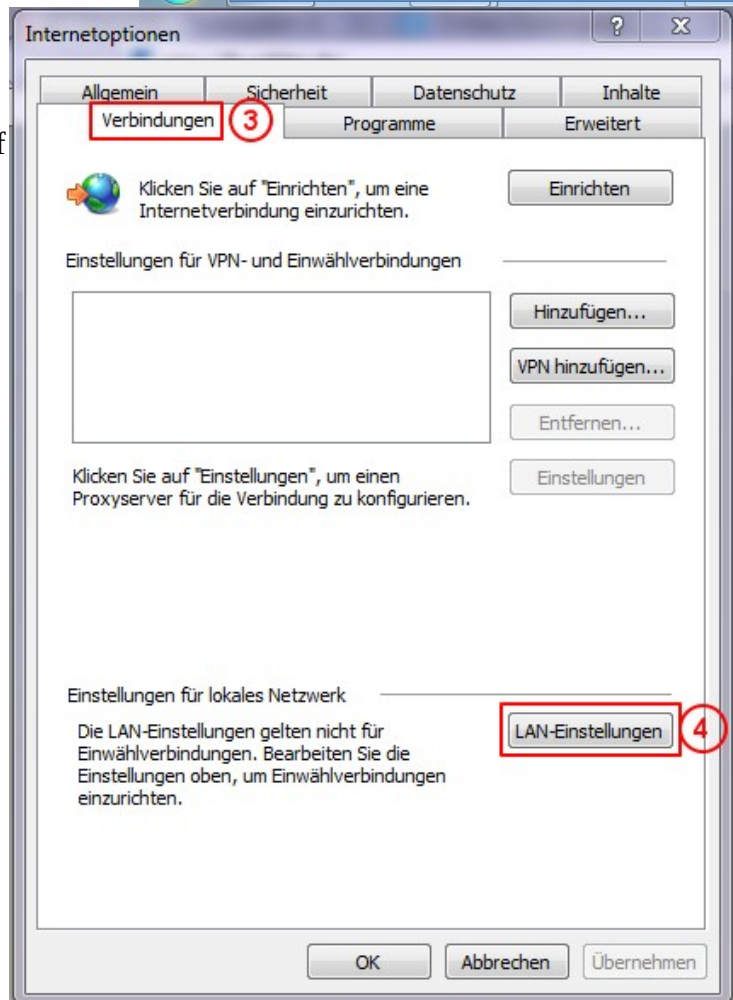 Internetoptionen
Allgemein Sicherheit Datenschutz Inhalte
Verbindungen 3 Programme Erweitert
f
Klicken Sie auf "Einrichten", um eine
Internetverbindung einzurichten.
Einrichten
Einstellungen für VPN- und Einwählverbindungen
Hinzufügen...
VPN hinzufügen...
Entfernen...
Klicken Sie auf "Einstellungen", um einen
Proxyserver für die Verbindung zu konfigurieren.
Einstellungen
Einstellungen für lokales Netzwerk
Die LAN-Einstellungen gelten nicht für
Einwählverbindungen. Bearbeiten Sie die
Einstellungen oben, um Einwählverbindungen
einzurichten.
LAN-Einstellungen 4
OK Abbrechen Übernehmen